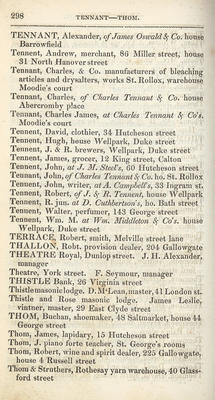 298
TENNANT—THOM.
TENNANT, Alexander, of James Oswald & Co. house
Barrowfield
Tennent, Andrew, merchant, 86 Miller street, house
31 North Hanover street
Tennant, Charles, & Co. manufacturers of bleaching
articles and drysalters, works St. Rollox, warehouse
Moodie's court
Tennant, Charles, of Charles Tennant & Co. house
Abercromby place
Tennant, Charles James, at Charles Tennant & Co's.
Moodie's court
Tennent, David, clothier, 34 Hutcheson street
Tennent, Hugh, house Wellpark, Duke street
Tennent, J. & R. brewers, Wellpark, Duke street
Tennent, James, grocer, 12 King street, Calton
Tennent, John, at J. M. Steel's, 60 Hutcheson street
Tennant, John, of Charles Tennant & Co. ho. St. Rollox
Tennent, John, writer, at A. Campbell's, 33 Ingram st.
Tennent, Robert, of J. & R. Tennent, house Wellpark
Tennent, R. jun. at D. Cuthbertson's, ho. Bath street
Tennent, Walter, perfumer, 143 George street
Tennent, Wm. M. at Wm. Middleton & Co's. house
Wellpark, Duke street
TERRACE, Robert, smith, Melville street lane
THALLON, Robt. provision dealer, 204 Gallowgate
THEATRE Royal, Dunlop street. J. H. Alexander,
manager
Theatre, York street. F. Seymour, manager
THISTLE Bank, 26 Virginia street
Thistle masonic lodge. D. M'Lean, master, 41 London st.
Thistle and Rose masonic lodge. James Leslie,
vintner, master, 29 East Clyde street
THOM, Buchan, shoemaker, 48 Saltmarket, house 44
George street
Thom, James, lapidary, 15 Hutcheson street
Thom, J. piano forte teacher, St. George's rooms
Thom, Robert, wine and spirit dealer, 225 Gallowgate,
house 4 Russell street
Thom & Struthers, Rothesay yarn warehouse, 40 Glass-
ford street